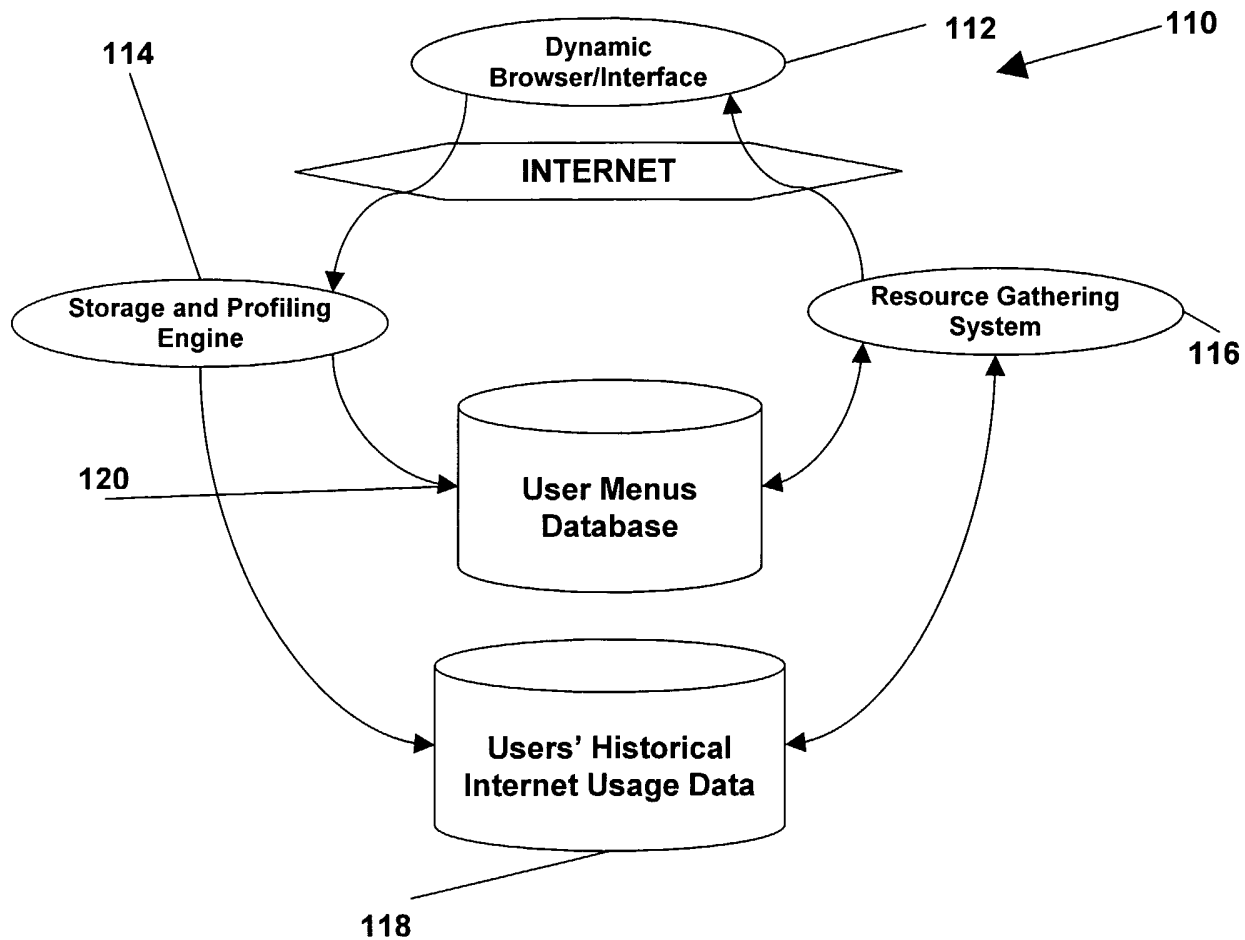 112
110
114
Dynamic
Browser/Interface
INTERNET
Storage and Profiling
Engine
Resource Gathering
System
116
120
User Menus
Database
Users' Historical
Internet Usage Data
118